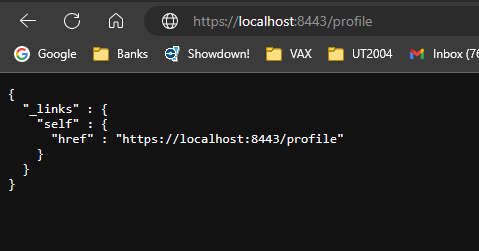 https://localhost:8443/profile
Google Banks Showdown! VAX UT2004 Inbox (76
{
"_links" : {
"self" : {
"href" : "https://localhost:8443/profile"
}
}
}